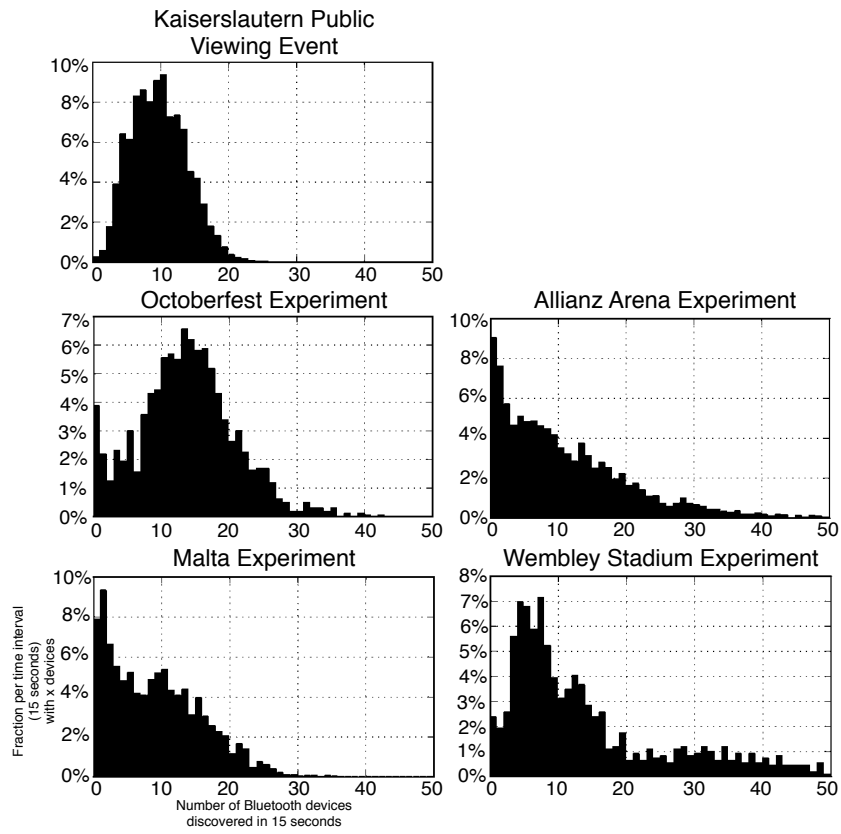 Kaiserslautern Public
Viewing Event
10%
8%
6%
4%
2%
0%
0 10 20 30 40 50
Octoberfest Experiment
7%
6%
5%
4%
3%
2%
1%
0%
0 10 20 30 40 50
Allianz Arena Experiment
10%
8%
6%
4%
2%
0%
0 10 20 30 40 50
Malta Experiment
10%
8%
6%
4%
2%
0%
0 10 20 30 40 50
Fraction per time interval
(15 seconds)
with x devices
Number of Bluetooth devices
discovered in 15 seconds
Wembley Stadium Experiment
8%
7%
6%
5%
4%
3%
2%
1%
0%
0 10 20 30 40 50